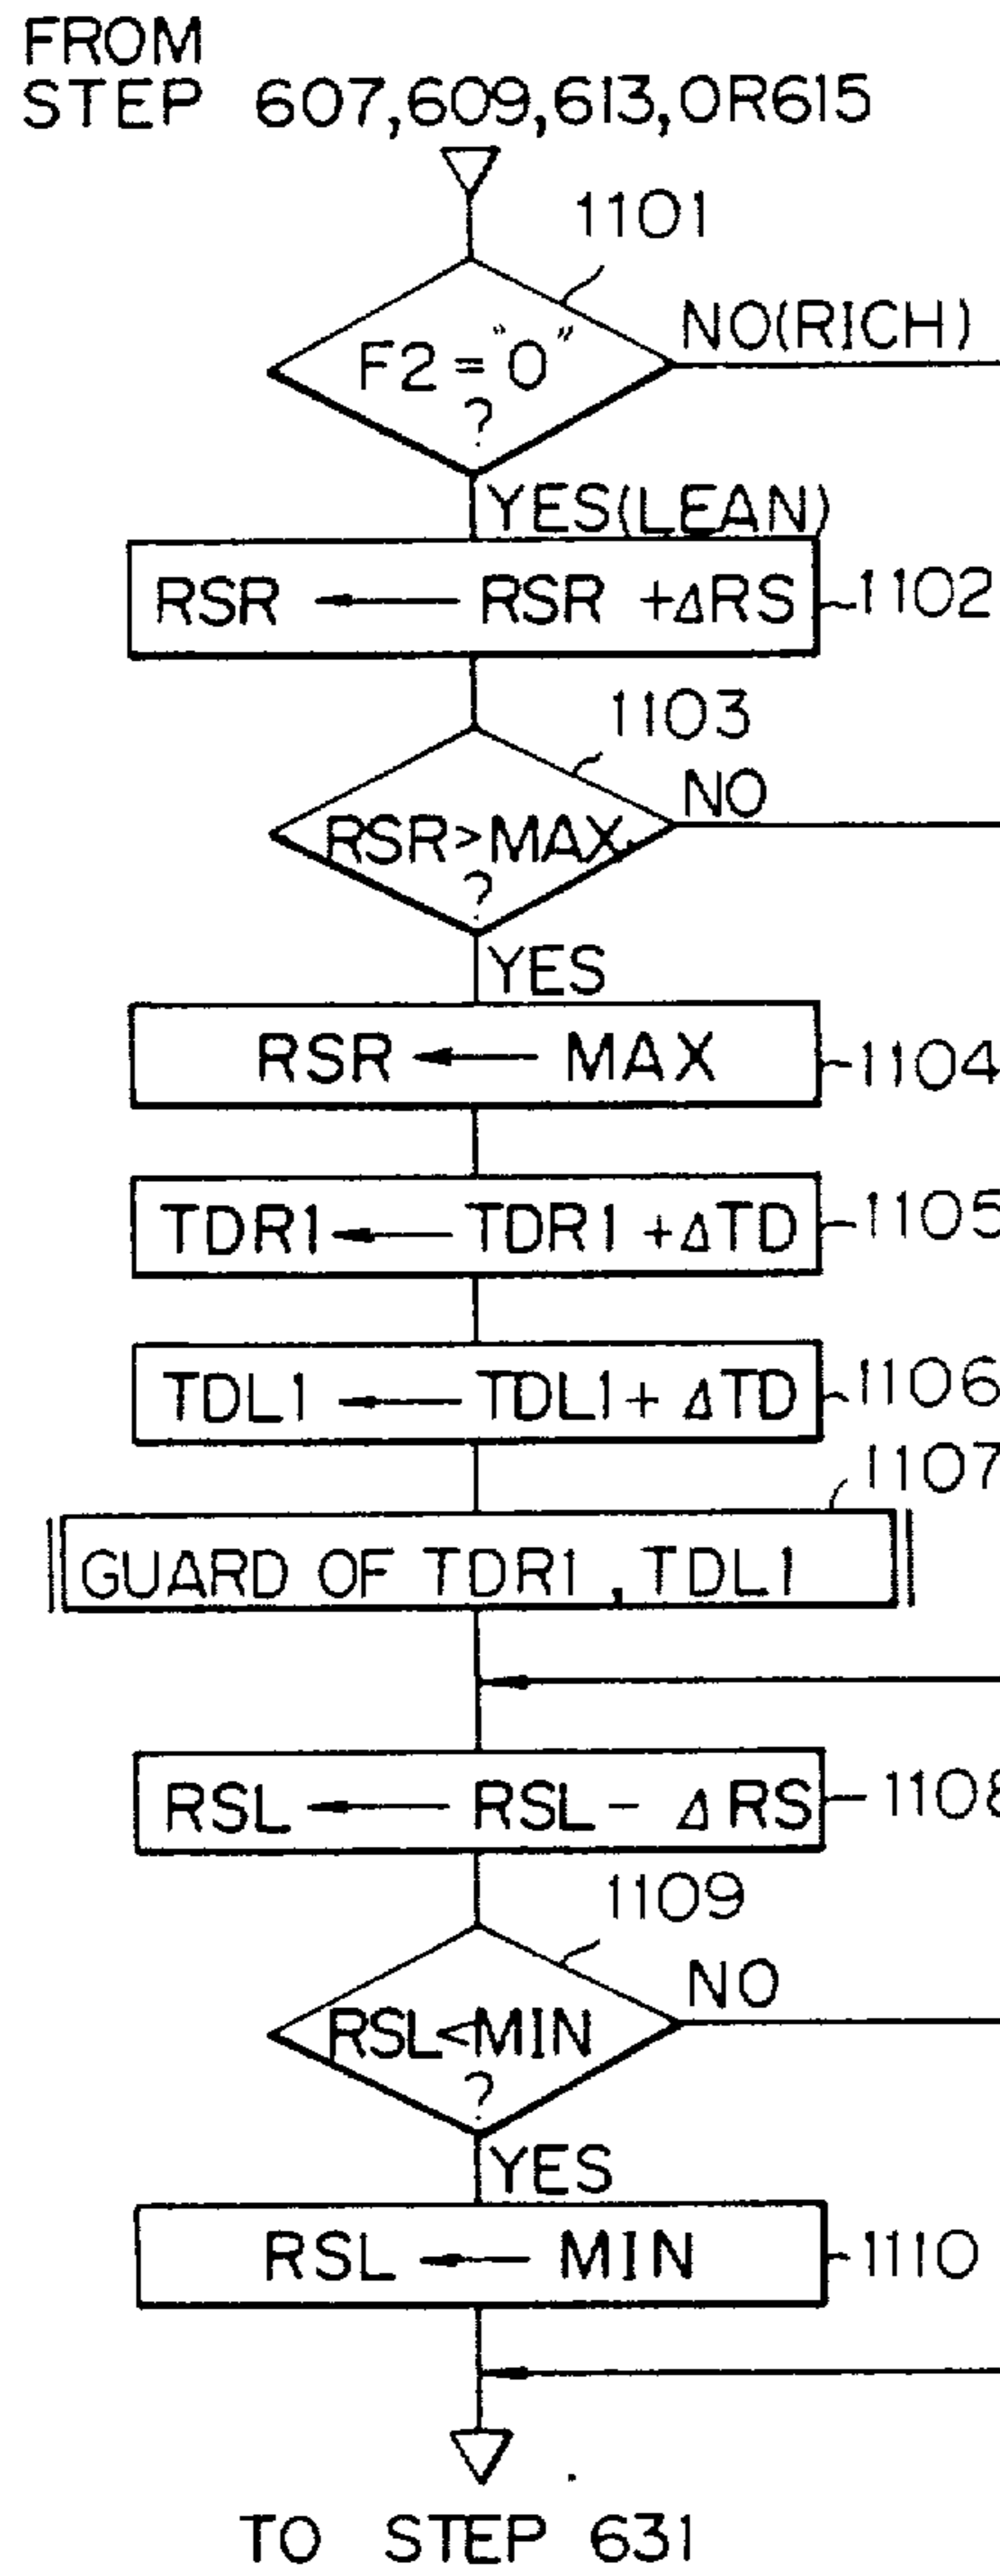 FROM
STEP 607,609,613,OR615
1101
F2="0"
?
NO(RICH)
YES(LEAN)
RSR ← RSR +ΔRS
1102
1103
RSR>MAX
?
NO
YES
RSR ← MAX
1104
TDR1 ← TDR1 +ΔTD
1105
TDL1 ← TDL1 + ΔTD
1106
1107
GUARD OF TDR1, TDL1
RSL ← RSL - ΔRS
1108
1109
RSL<MIN
?
NO
YES
RSL ← MIN
1110
TO STEP 631